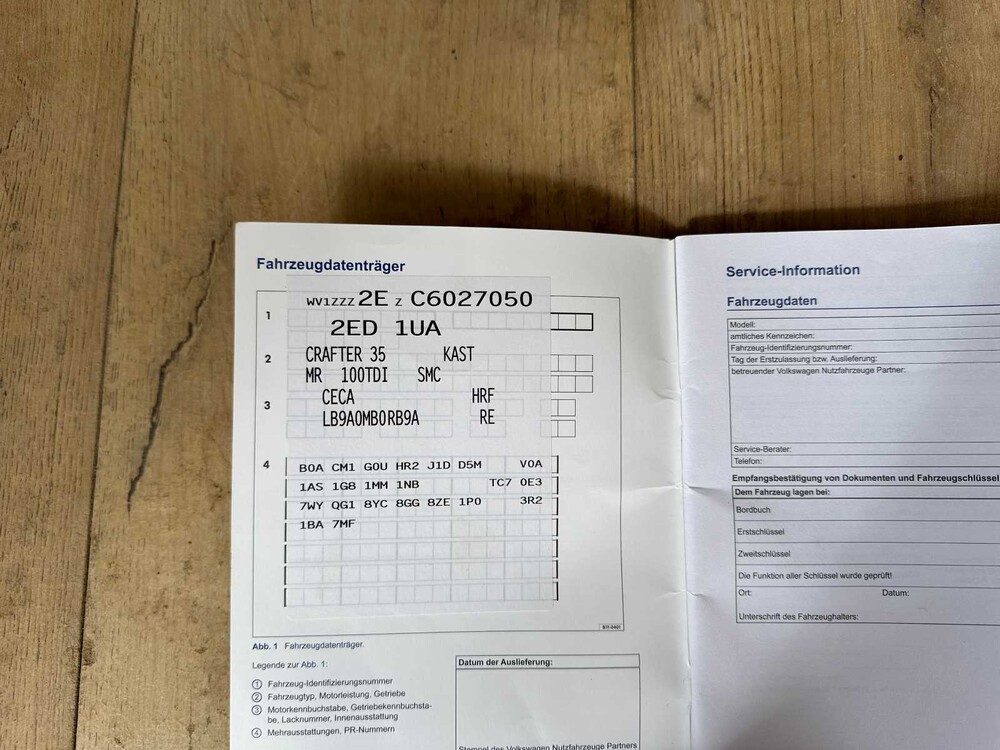 Fahrzeugdatenträger
1 WV1ZZZ 2E Z C6027050
2ED 1UA
2 CRAFTER 35 KAST
MR 100TDI SMC
3 CECA HRF
LB9A0MB0RB9A RE
4 B0A CM1 G0U HR2 J1D D5M V0A
1AS 1G8 1MM 1NB TC7 0E3
7WY QG1 8YC 8GG 8ZE 1P0 3R2
1BA 7MF
Abb. 1 Fahrzeugdatenträger.
Legende zur Abb. 1:
1 Fahrzeug-Identifizierungsnummer
2 Fahrzeugtyp, Motorleistung, Getriebe
3 Motorkennbuchstabe, Getriebekennbuchsta-
be, Lacknummer, Innenausstattung
4 Mehrausstattungen, PR-Nummern
Datum der Auslieferung:
Stempel des Volkswagen Nutzfahrzeuge Partners
Service-Information
Fahrzeugdaten
Modell:
amtliches Kennzeichen:
Fahrzeug-Identifizierungsnummer:
Tag der Erstzulassung bzw. Auslieferung:
betreuender Volkswagen Nutzfahrzeuge Partner:
Service-Berater:
Telefon:
Empfangsbestätigung von Dokumenten und Fahrzeugschlüssel
Dem Fahrzeug lagen bei:
Bordbuch
Erstschlüssel
Zweitschlüssel
Die Funktion aller Schlüssel wurde geprüft!
Ort: Datum:
Unterschrift des Fahrzeughalters: